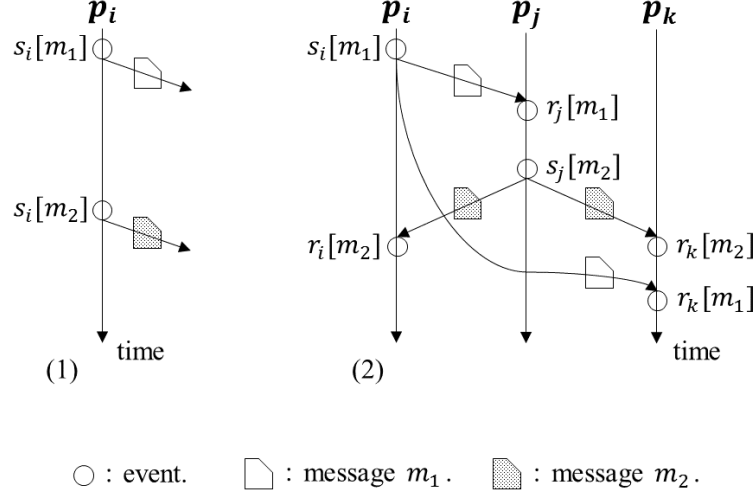 p_i p_i p_j p_k
s_i[m_1] s_i[m_1]
r_j[m_1]
s_j[m_2]
s_i[m_2]
r_i[m_2] r_k[m_2]
r_k[m_1]
time time
(1) (2)
: event. : message m_1. : message m_2.